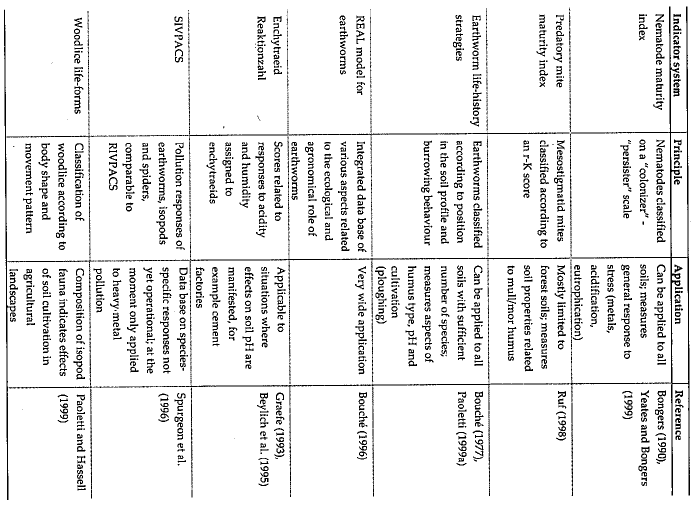 Indicator system Principle Application Reference
Nematode maturity Nematodes classified Can be applied to all Bongers (1990),
index on a "colonizer" - soils; measures Yeates and Bongers
"persister" scale general response to (1999)
stress (metals,
acidification,
eutrophication)
Predatory mite Mesostigmatid mites Mostly limited to Ruf (1998)
maturity index classified according to forest soils; measures
an r-K score soil properties related
to mull/mor humus
Earthworm life-history Earthworms classified Can be applied to all Bouché (1977),
strategies according to position soils with sufficient Paoletti (1999a)
in the soil profile and number of species;
burrowing behaviour measures aspects of
humus type, pH and
cultivation
(ploughing)
REAL model for Integrated data base of Very wide application Bouché (1996)
earthworms various aspects related
to the ecological and
agronomical role of
earthworms
Enchytraeid Scores related to Applicable to Graefe (1993),
Reaktionzahl responses to acidity situations where Beylich et al. (1995)
and humidity effects on soil pH are
assigned to manifested, for
enchytraeids example cement
factories
SIVPACS Pollution responses of Data base on species- Spurgeon et al.
earthworms, isopods specific responses not (1996)
and spiders, yet operational; at the
comparable to moment only applied
RIVPACS to heavy-metal
pollution
Woodlice life-forms Classification of Composition of isopod Paoletti and Hassell
woodlice according to fauna indicates effects (1999)
body shape and of soil cultivation in
movement pattern agricultural
landscapes